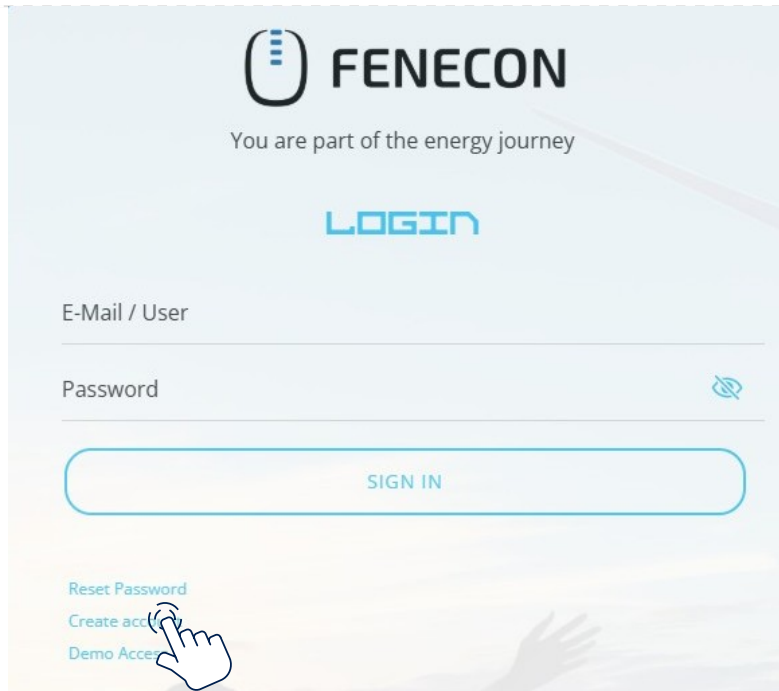 FENECON
You are part of the energy journey
LOGIN
E-Mail / User
Password
SIGN IN
Reset Password
Create
Demo